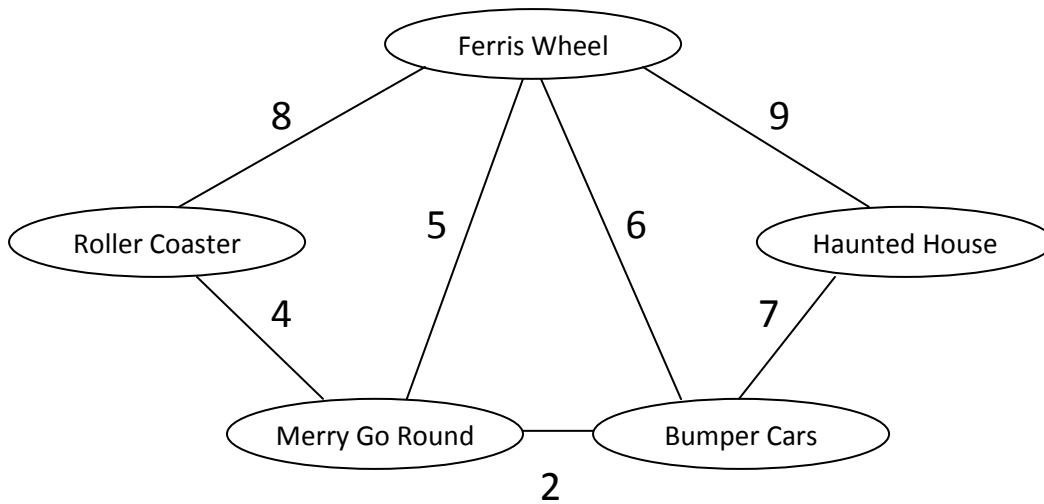 Ferris Wheel
8
9
5
6
Roller Coaster
Haunted House
4
7
Merry Go Round
Bumper Cars
2